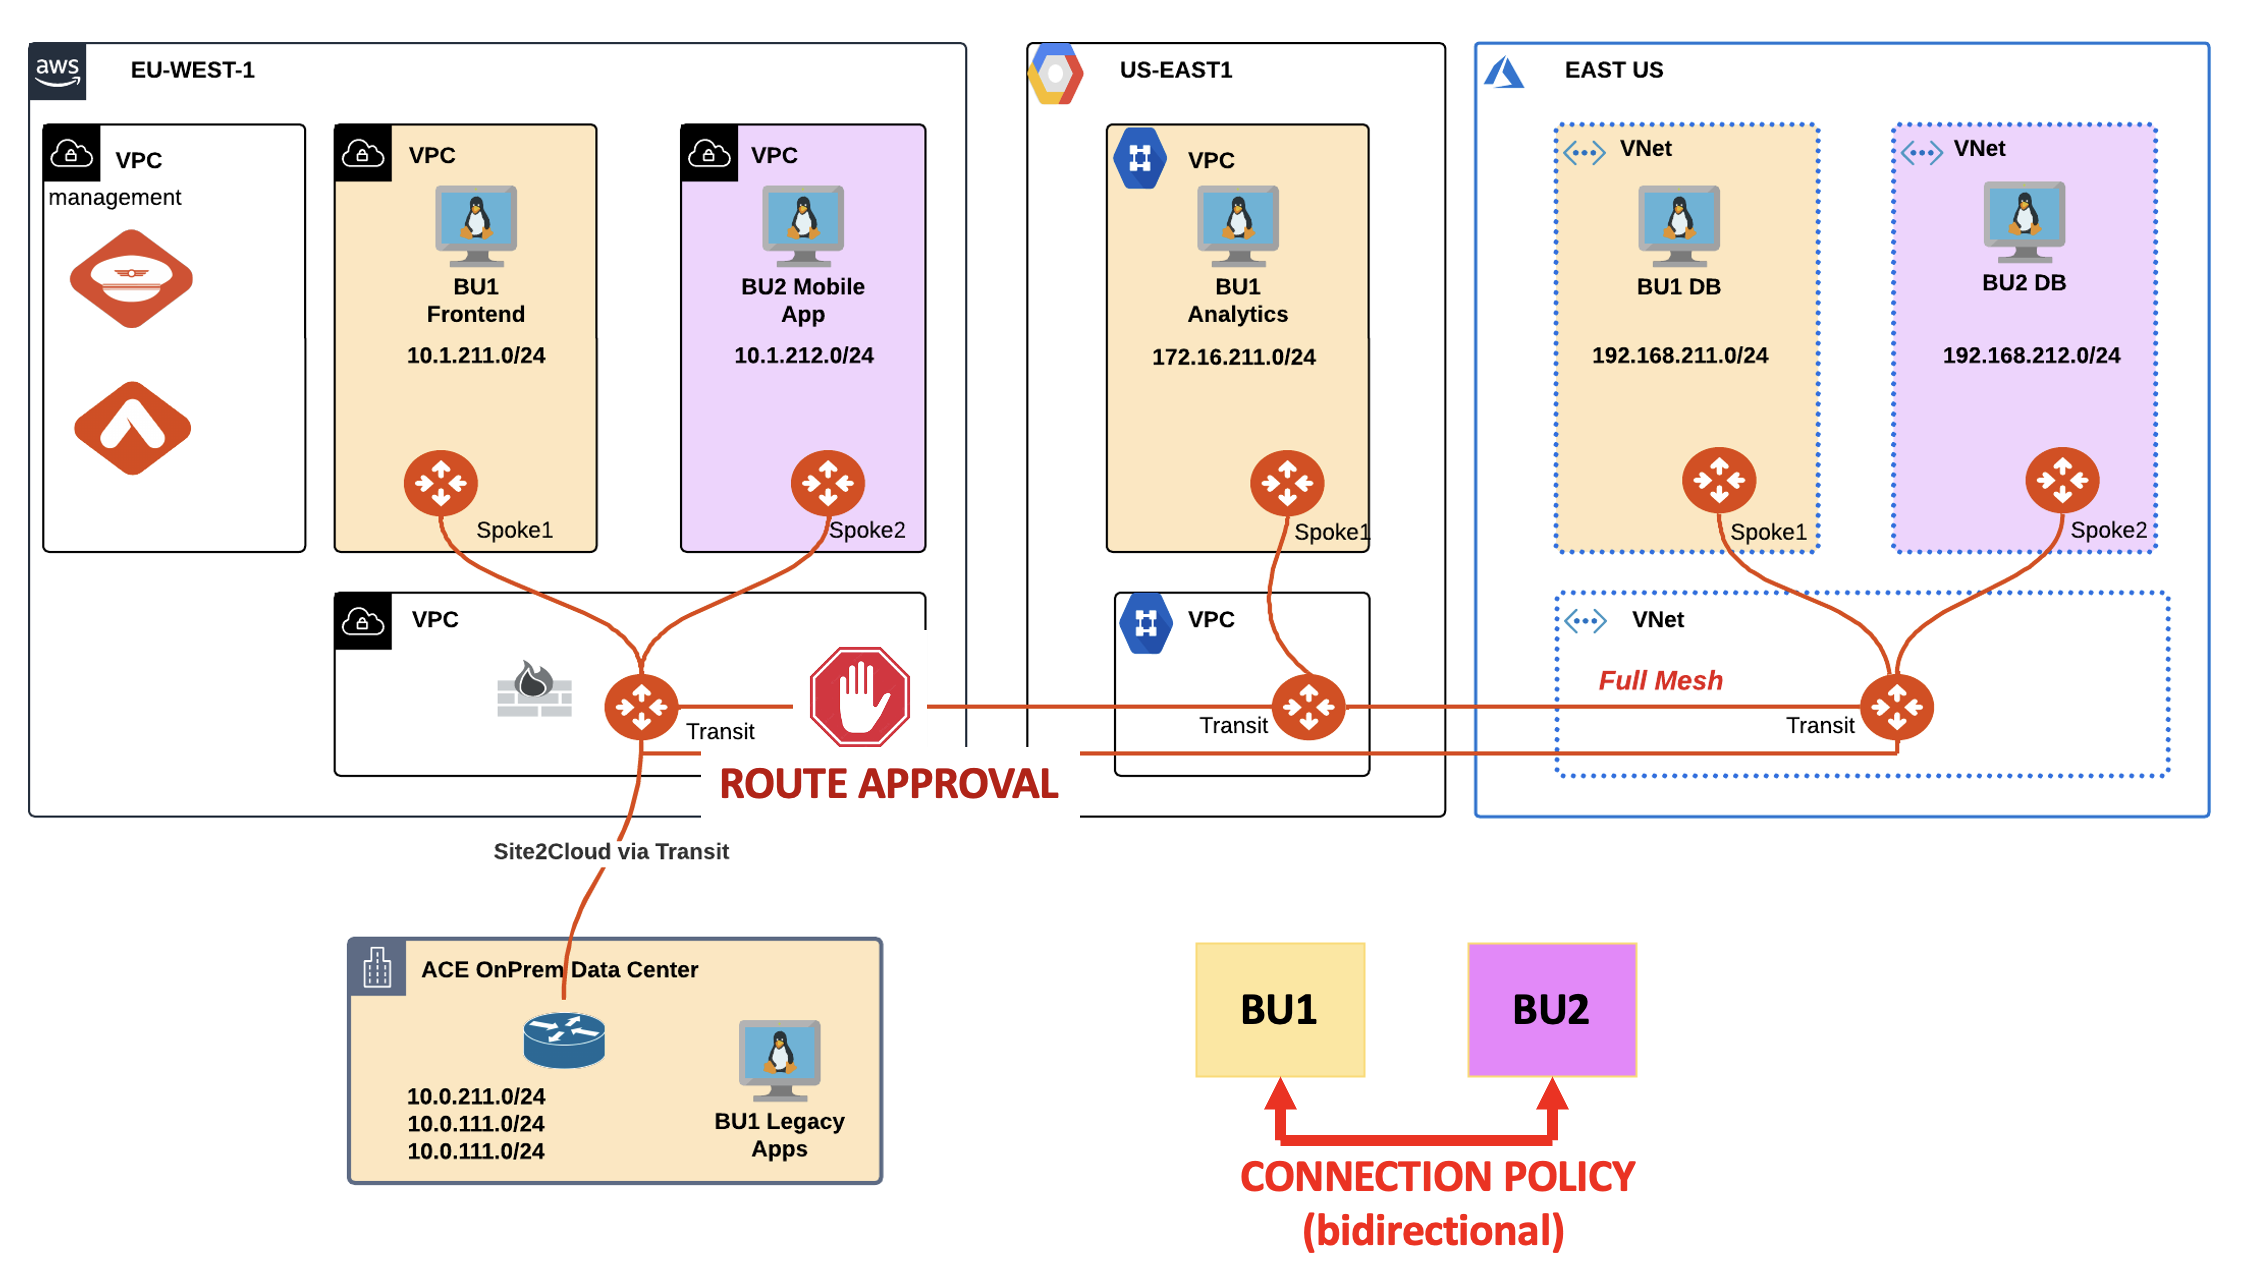 aws
EU-WEST-1
US-EAST1
EAST US
VPC
management
VPC
BU1
Frontend
10.1.211.0/24
Spoke1
VPC
BU2 Mobile
App
10.1.212.0/24
Spoke2
VPC
BU1
Analytics
172.16.211.0/24
Spoke1
VNet
BU1 DB
192.168.211.0/24
Spoke1
VNet
BU2 DB
192.168.212.0/24
Spoke2
VPC
Transit
VPC
Transit
VNet
Full Mesh
Transit
ROUTE APPROVAL
Site2Cloud via Transit
ACE OnPrem Data Center
10.0.211.0/24
10.0.111.0/24
10.0.111.0/24
BU1 Legacy
Apps
BU1
BU2
CONNECTION POLICY
(bidirectional)